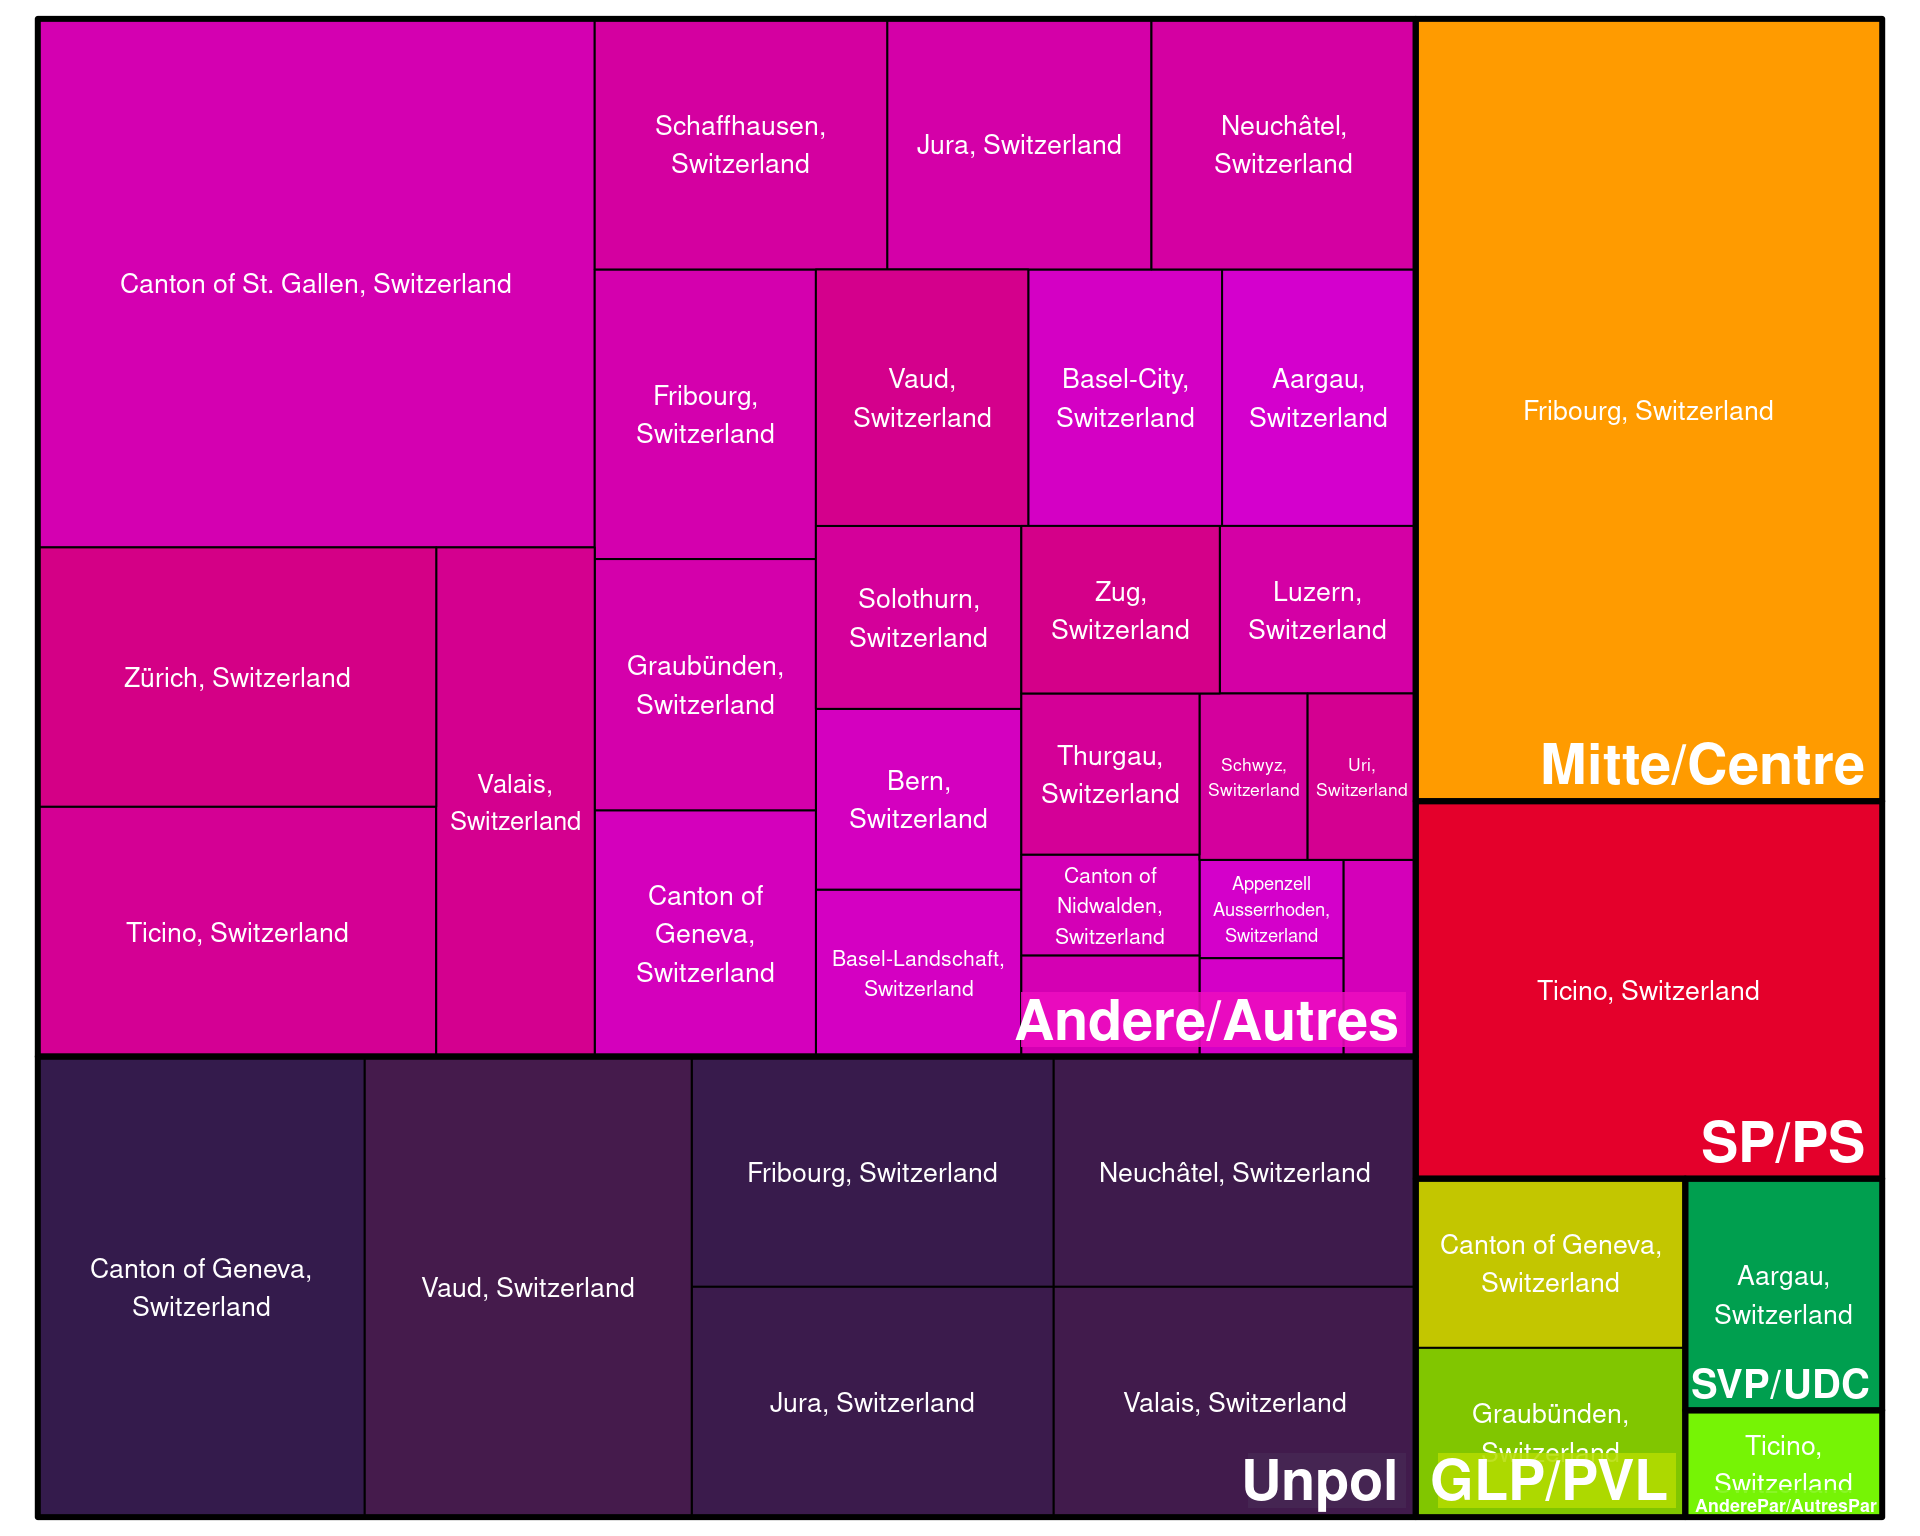 Canton of St. Gallen, Switzerland
Schaffhausen,
Switzerland
Jura, Switzerland
Neuchâtel,
Switzerland
Fribourg,
Switzerland
Vaud,
Switzerland
Basel-City,
Switzerland
Aargau,
Switzerland
Zürich, Switzerland
Ticino, Switzerland
Valais,
Switzerland
Graubünden,
Switzerland
Canton of
Geneva,
Switzerland
Solothurn,
Switzerland
Zug,
Switzerland
Luzern,
Switzerland
Bern,
Switzerland
Basel-Landschaft,
Switzerland
Thurgau,
Switzerland
Schwyz,
Switzerland
Uri,
Switzerland
Canton of
Nidwalden,
Switzerland
Appenzell
Ausserrhoden,
Switzerland
Andere/Autres
Canton of Geneva,
Switzerland
Vaud, Switzerland
Fribourg, Switzerland
Neuchâtel, Switzerland
Jura, Switzerland
Valais, Switzerland
Unpol
Fribourg, Switzerland
Mitte/Centre
Ticino, Switzerland
SP/PS
Canton of Geneva,
Switzerland
Graubünden,
Switzerland
GLP/PVL
Aargau,
Switzerland
SVP/UDC
Ticino,
Switzerland
AnderePar/AutresPar